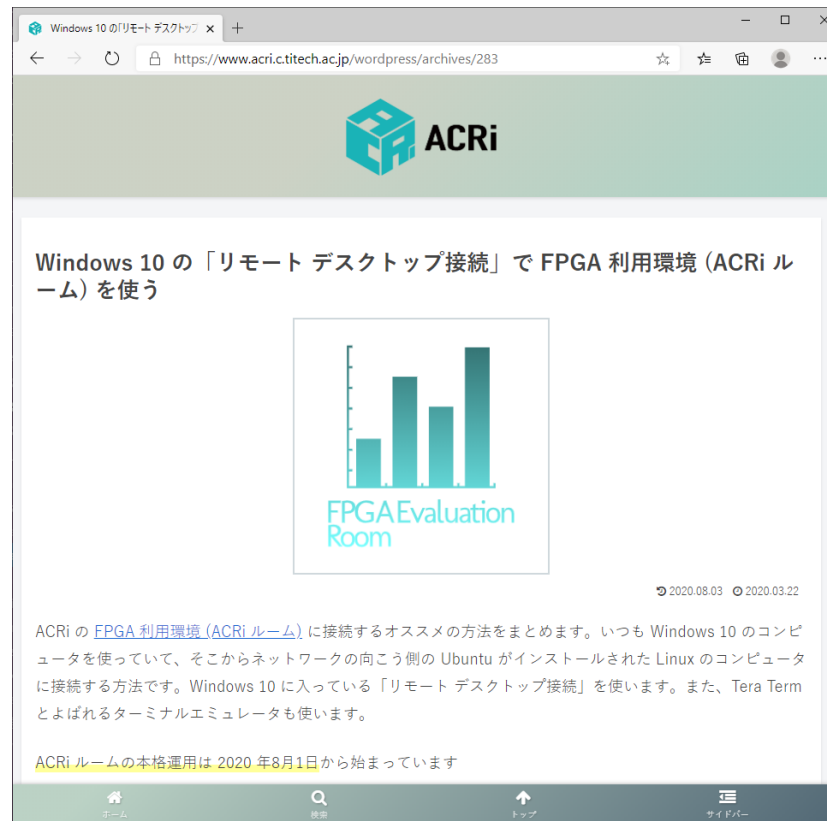 Windows 10 の「リモート デスクトップ
https://www.acri.c.titech.ac.jp/wordpress/archives/283
ACRi
Windows 10 の「リモート デスクトップ接続」で FPGA 利用環境 (ACRi ル
ーム) を使う
FPGA Evaluation
Room
2020.08.03 2020.03.22
ACRi の FPGA 利用環境 (ACRi ルーム) に接続するオススメの方法をまとめます。いつも Windows 10 のコンピ
ュータを使っていて、そこからネットワークの向こう側の Ubuntu がインストールされた Linux のコンピュータ
に接続する方法です。Windows 10 に入っている「リモート デスクトップ接続」を使います。また、Tera Term
とよばれるターミナルエミュレータも使います。
ACRi ルームの本格運用は 2020 年8月1日から始まっています
ホーム 検索 トップ サイドバー